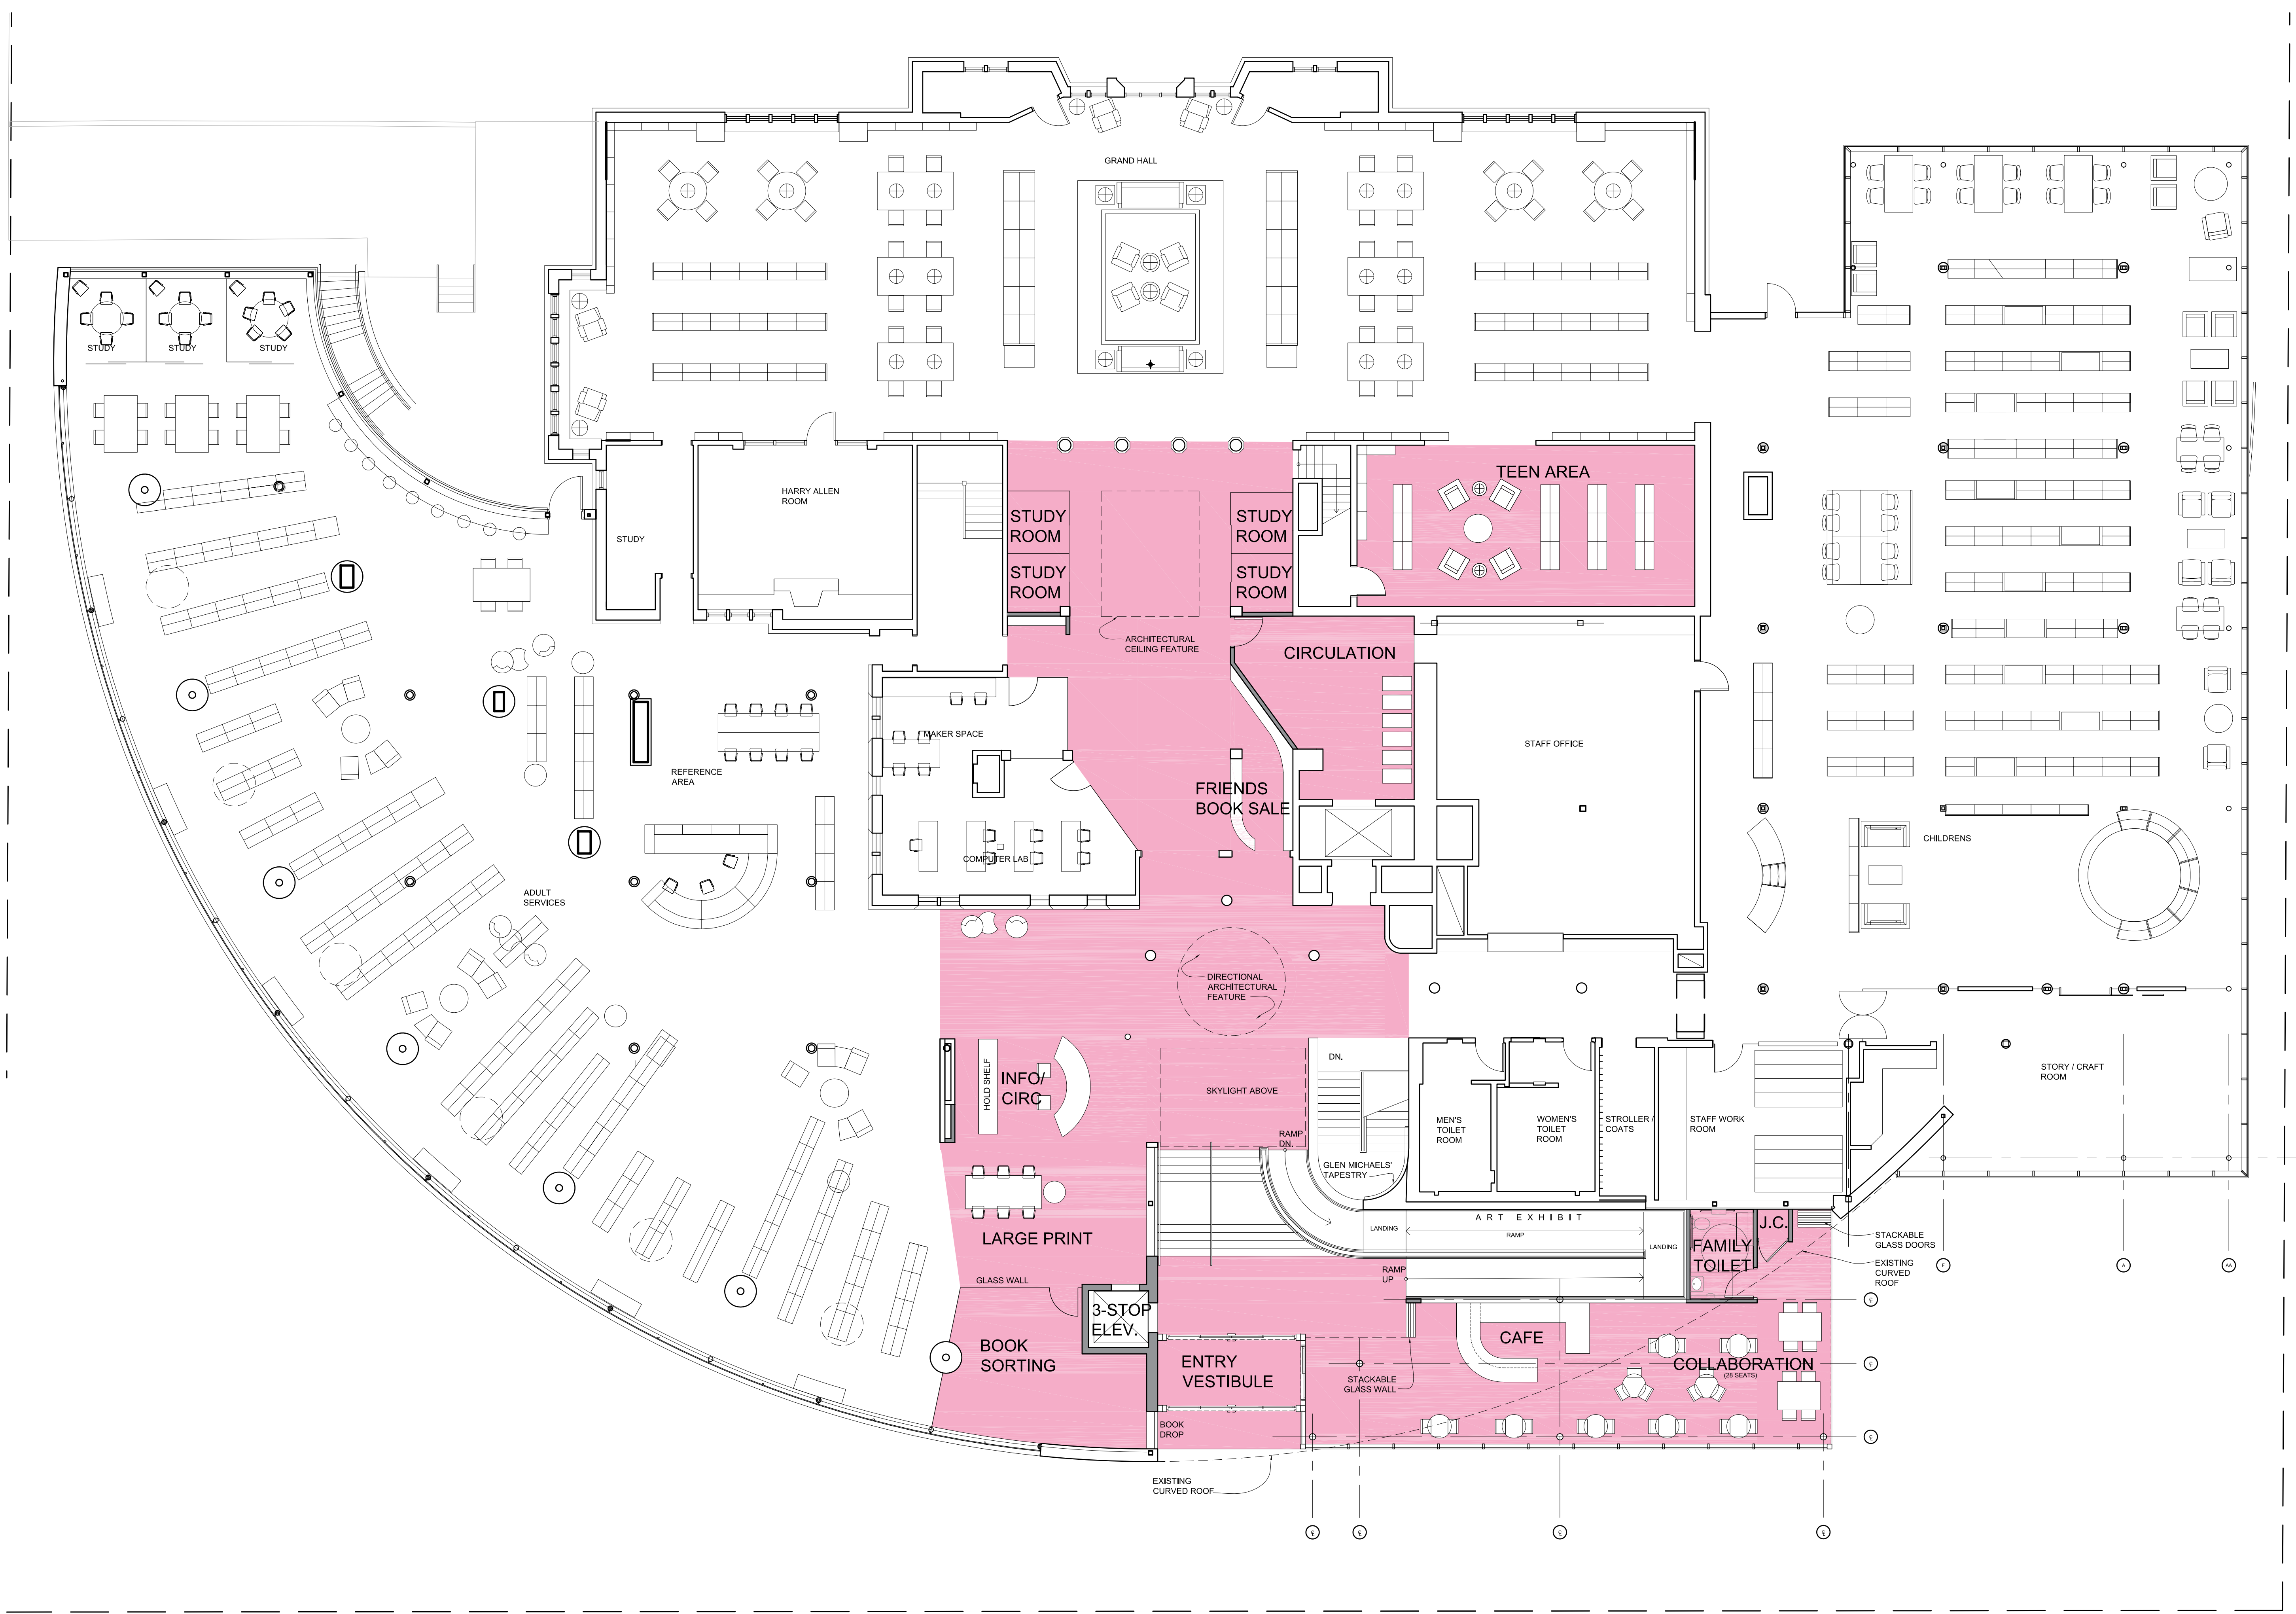 GRAND HALL
STUDY
STUDY
STUDY
HARRY ALLEN
ROOM
STUDY
STUDY
ROOM
STUDY
ROOM
STUDY
ROOM
STUDY
ROOM
TEEN AREA
ARCHITECTURAL
CEILING FEATURE
CIRCULATION
MAKER SPACE
STAFF OFFICE
REFERENCE
AREA
FRIENDS
BOOK SALE
COMPUTER LAB
CHILDRENS
ADULT
SERVICES
DIRECTIONAL
ARCHITECTURAL
FEATURE
DN.
HOLD SHELF
INFO/
CIRC
SKYLIGHT ABOVE
STORY / CRAFT
ROOM
MEN'S
TOILET
ROOM
WOMEN'S
TOILET
ROOM
STROLLER /
COATS
STAFF WORK
ROOM
RAMP
DN.
GLEN MICHAELS'
TAPESTRY
LARGE PRINT
LANDING
ART EXHIBIT
RAMP
LANDING
J.C.
FAMILY
TOILET
STACKABLE
GLASS DOORS
EXISTING
CURVED
ROOF
F
A
AA
GLASS WALL
RAMP
UP
3-STOP
ELEV.
BOOK
SORTING
ENTRY
VESTIBULE
CAFE
COLLABORATION
(28 SEATS)
STACKABLE
GLASS WALL
BOOK
DROP
EXISTING
CURVED ROOF